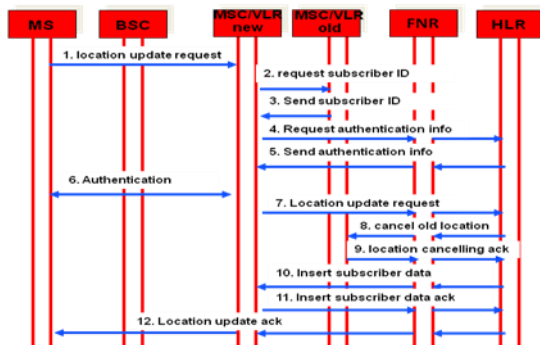 MS
BSC
MSC/VLR
new
MSC/VLR
old
FNR
HLR
1. location update request
2. request subscriber ID
3. Send subscriber ID
4. Request authentication info
5. Send authentication info
6. Authentication
7. Location update request
8. cancel old location
9. location cancelling ack
10. Insert subscriber data
11. Insert subscriber data ack
12. Location update ack